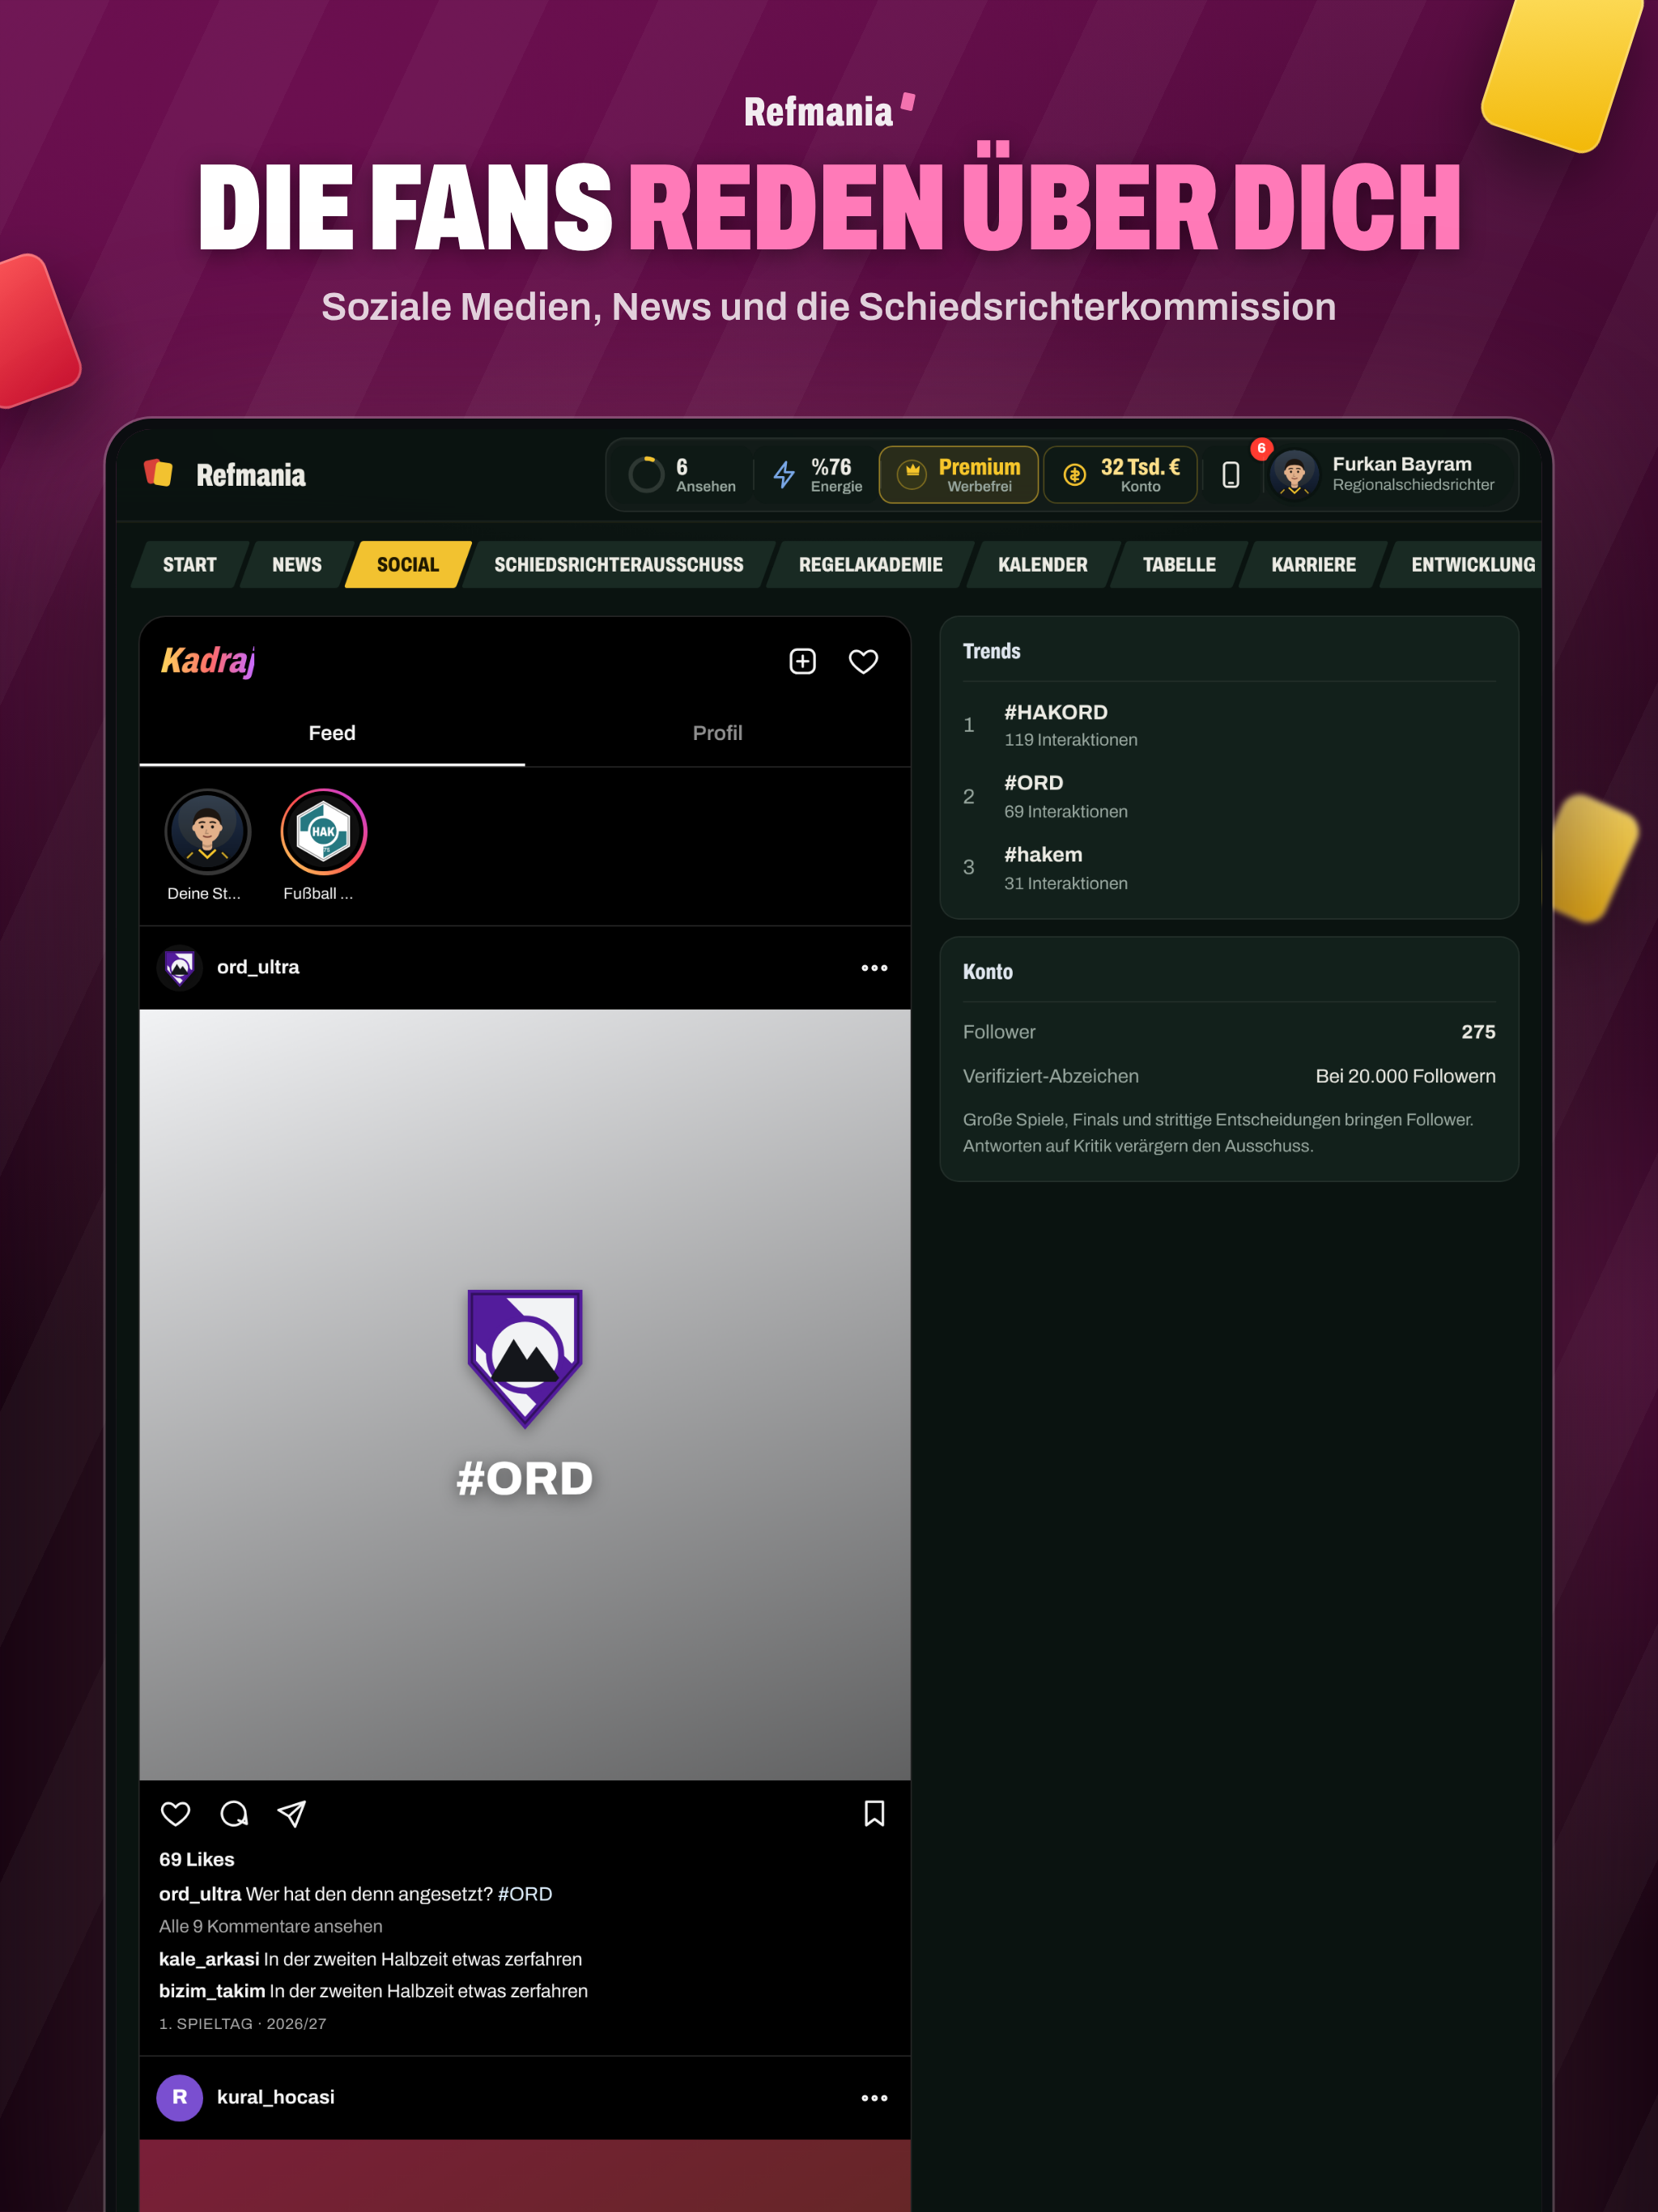 Refmania
DIE FANS REDEN ÜBER DICH
Soziale Medien, News und die Schiedsrichterkommission
Refmania
6
Ansehen
%76
Energie
Premium
Werbefrei
32 Tsd. €
Konto
6
Furkan Bayram
Regionalschiedsrichter
START
NEWS
SOCIAL
SCHIEDSRICHTERAUSSCHUSS
REGELAKADEMIE
KALENDER
TABELLE
KARRIERE
ENTWICKLUNG
Kadraj
Feed
Profil
HAK
Deine St...
Fußball ...
ord_ultra
#ORD
69 Likes
ord_ultra Wer hat den denn angesetzt? #ORD
Alle 9 Kommentare ansehen
kale_arkasi In der zweiten Halbzeit etwas zerfahren
bizim_takim In der zweiten Halbzeit etwas zerfahren
1. SPIELTAG · 2026/27
R
kural_hocasi
Trends
1
#HAKORD
119 Interaktionen
2
#ORD
69 Interaktionen
3
#hakem
31 Interaktionen
Konto
Follower
275
Verifiziert-Abzeichen
Bei 20.000 Followern
Große Spiele, Finals und strittige Entscheidungen bringen Follower.
Antworten auf Kritik verärgern den Ausschuss.